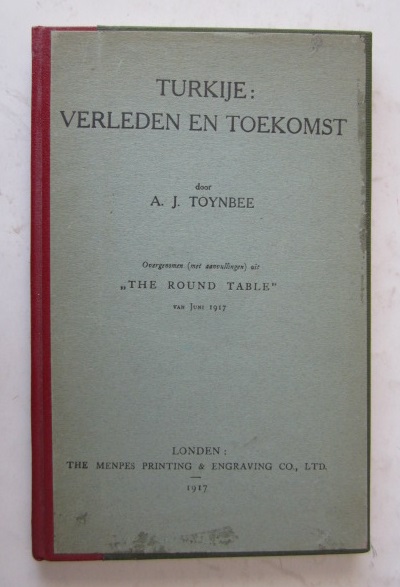 TURKIJE:
VERLEDEN EN TOEKOMST
door
A. J. TOYNBEE
Overgenomen (met aanvullingen) uit
„THE ROUND TABLE"
VAN JUNI 1917
LONDEN:
THE MENPES PRINTING & ENGRAVING CO., LTD.
1917